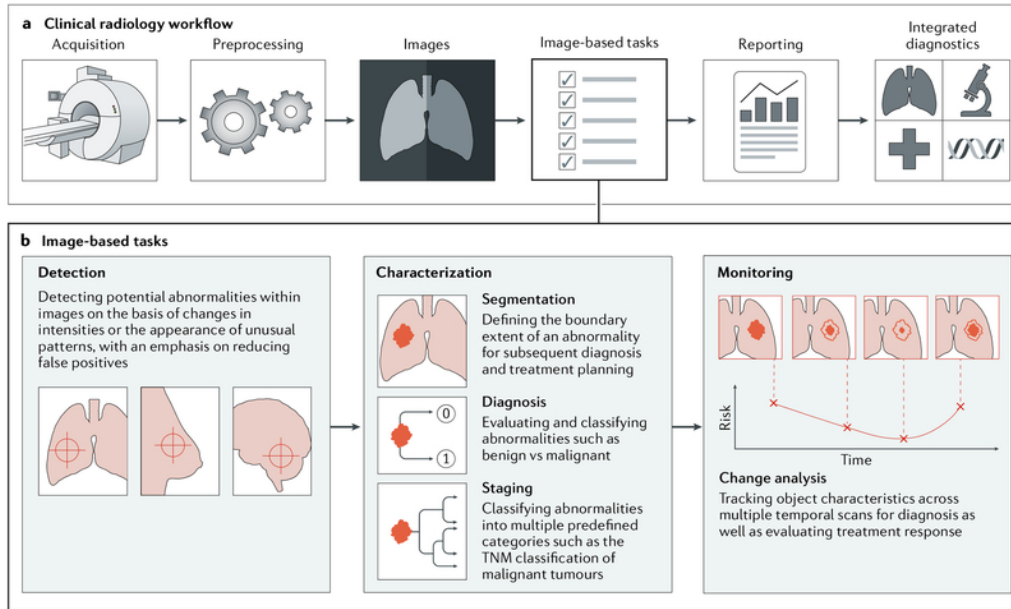 a Clinical radiology workflow
Acquisition
Preprocessing
Images
Image-based tasks
Reporting
Integrated
diagnostics
b Image-based tasks
Detection
Detecting potential abnormalities within
images on the basis of changes in
intensities or the appearance of unusual
patterns, with an emphasis on reducing
false positives
Characterization
Segmentation
Defining the boundary
extent of an abnormality
for subsequent diagnosis
and treatment planning
Diagnosis
0
Evaluating and classifying
abnormalities such as
benign vs malignant
1
Staging
Classifying abnormalities
into multiple predefined
categories such as the
TNM classification of
malignant tumours
Monitoring
Risk
Time
Change analysis
Tracking object characteristics across
multiple temporal scans for diagnosis as
well as evaluating treatment response